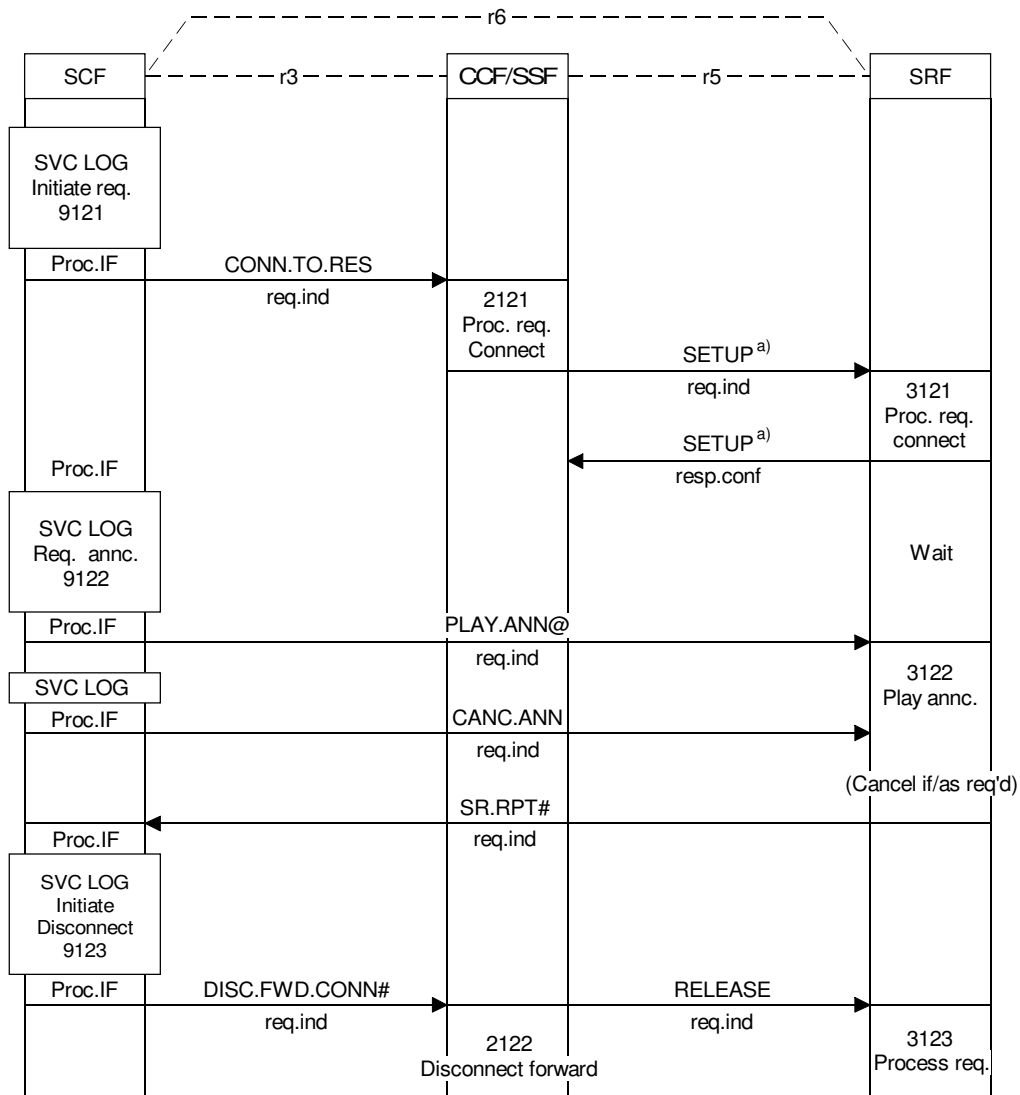 r6
SCF
r3
CCF/SSF
r5
SRF
SVC LOG
Initiate req.
9121
Proc.IF
CONN.TO.RES
req.ind
2121
Proc. req.
Connect
SETUP a)
req.ind
3121
Proc. req.
connect
SETUP a)
resp.conf
Proc.IF
SVC LOG
Req. annc.
9122
Wait
Proc.IF
PLAY.ANN@
req.ind
3122
Play annc.
SVC LOG
Proc.IF
CANC.ANN
req.ind
(Cancel if/as req'd)
SR.RPT#
req.ind
Proc.IF
SVC LOG
Initiate
Disconnect
9123
Proc.IF
DISC.FWD.CONN#
req.ind
RELEASE
req.ind
2122
Disconnect forward
3123
Process req.